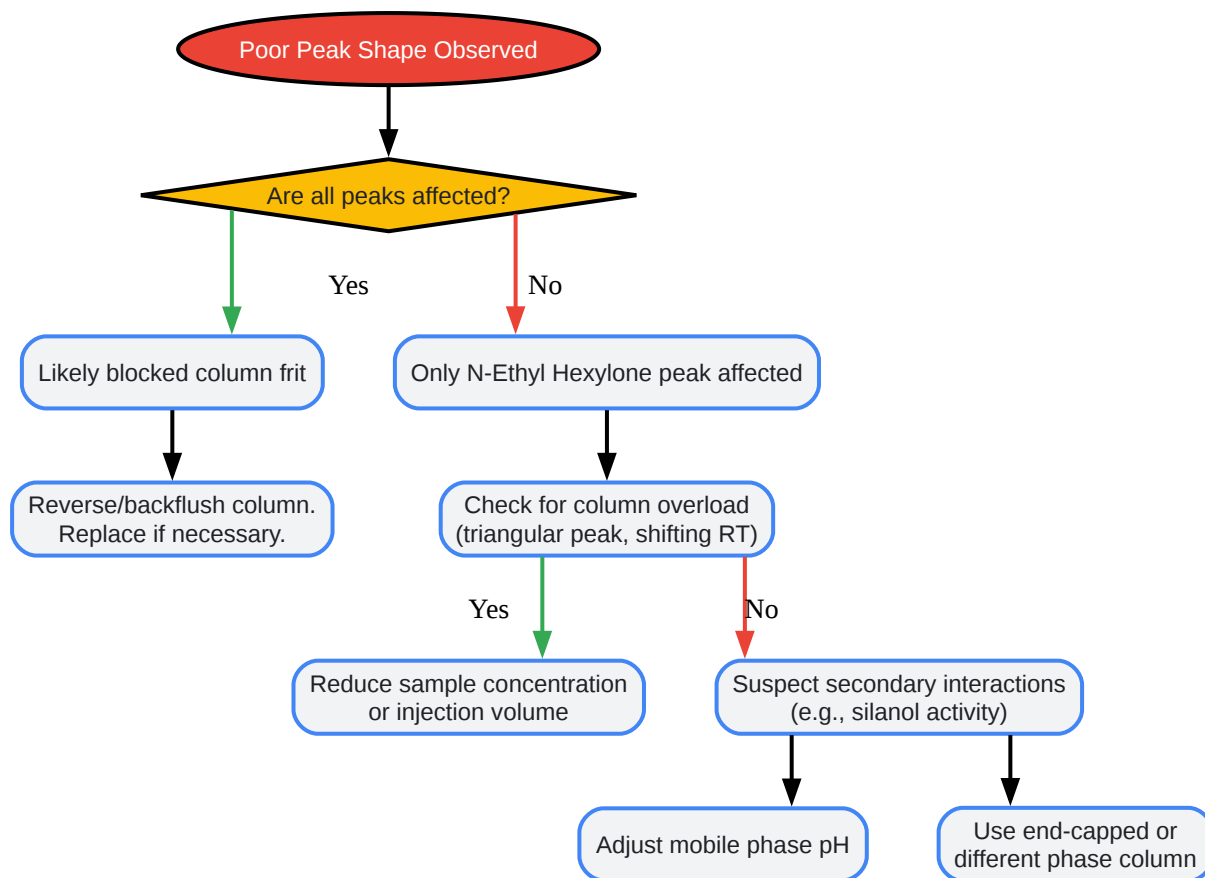 Poor Peak Shape Observed
Are all peaks affected?
Yes
No
Likely blocked column frit
Only N-Ethyl Hexylone peak affected
Reverse/backflush column.
Replace if necessary.
Check for column overload
(triangular peak, shifting RT)
Yes
No
Reduce sample concentration
or injection volume
Suspect secondary interactions
(e.g., silanol activity)
Adjust mobile phase pH
Use end-capped or
different phase column